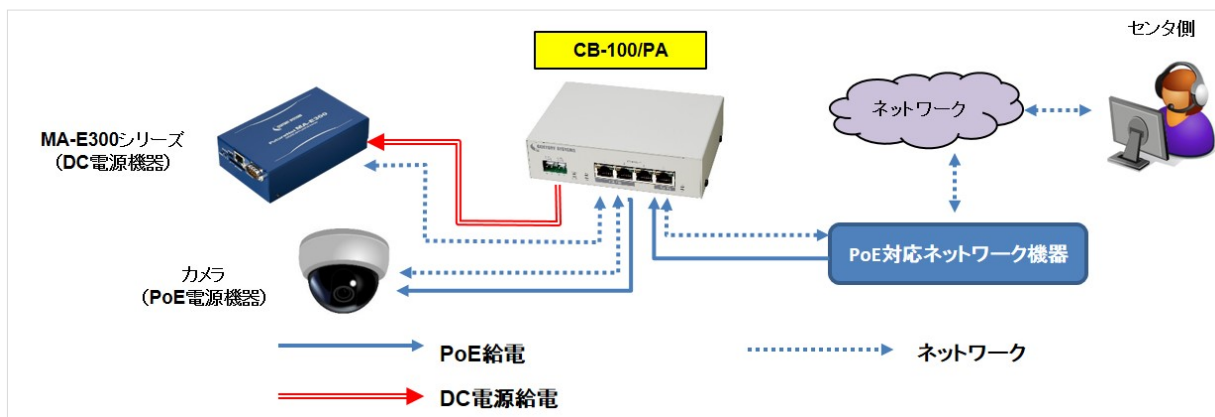 センタ側
CB-100/PA
ネットワーク
MA-E300シリーズ
（DC電源機器）
PoE対応ネットワーク機器
カメラ
（PoE電源機器）
PoE給電
ネットワーク
DC電源給電